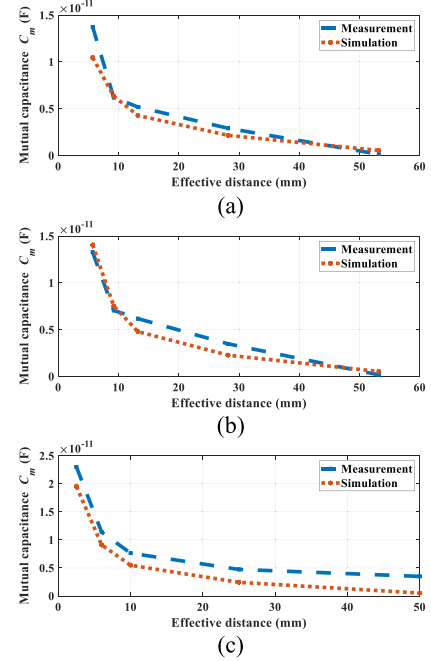 ×10⁻¹¹
Mutual capacitance Cₘ (F)
1.5
1
0.5
0
Measurement
Simulation
0 10 20 30 40 50 60
Effective distance (mm)
(a)
×10⁻¹¹
Mutual capacitance Cₘ (F)
1.5
1
0.5
0
Measurement
Simulation
0 10 20 30 40 50 60
Effective distance (mm)
(b)
×10⁻¹¹
Mutual capacitance Cₘ (F)
2.5
2
1.5
1
0.5
0
Measurement
Simulation
0 10 20 30 40 50
Effective distance (mm)
(c)